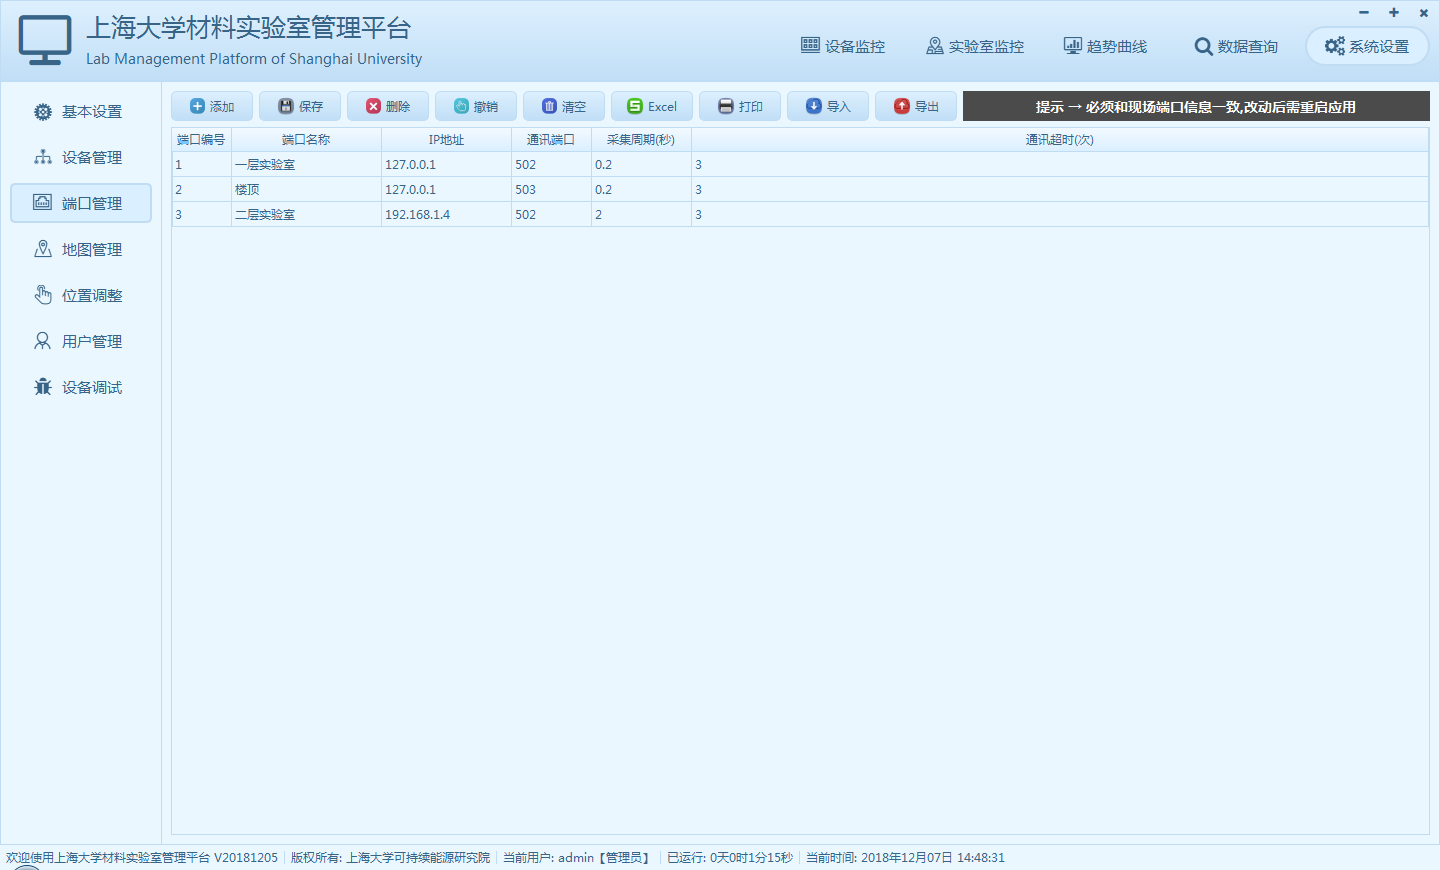 上海大学材料实验室管理平台
Lab Management Platform of Shanghai University
设备监控 实验室监控 趋势曲线 数据查询 系统设置
基本设置
设备管理
端口管理
地图管理
位置调整
用户管理
设备调试
添加 保存 删除 撤销 清空 Excel 打印 导入 导出 提示 → 必须和现场端口信息一致,改动后需重启应用
端口编号 端口名称 IP地址 通讯端口 采集周期(秒) 通讯超时(次)
1 一层实验室 127.0.0.1 502 0.2 3
2 楼顶 127.0.0.1 503 0.2 3
3 二层实验室 192.168.1.4 502 2 3
欢迎使用上海大学材料实验室管理平台 V20181205 版权所有: 上海大学可持续能源研究院 当前用户: admin【管理员】 已运行: 0天0时1分15秒 当前时间: 2018年12月07日 14:48:31